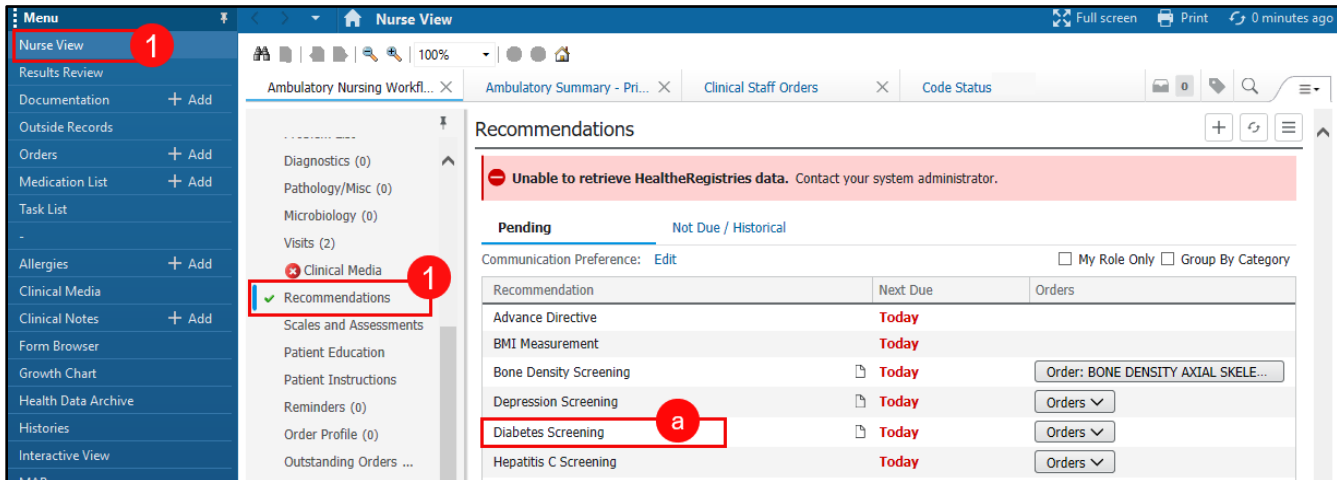 Menu
Nurse View
Full screen
Print
0 minutes ago
Nurse View
1
Results Review
Documentation
+ Add
Outside Records
Orders
+ Add
Medication List
+ Add
Task List
-
Allergies
+ Add
Clinical Media
Clinical Notes
+ Add
Form Browser
Growth Chart
Health Data Archive
Histories
Interactive View
100%
Ambulatory Nursing Workfl...
Ambulatory Summary - Pri...
Clinical Staff Orders
Code Status
0
Diagnostics (0)
Pathology/Misc (0)
Microbiology (0)
Visits (2)
Clinical Media
1
Recommendations
Scales and Assessments
Patient Education
Patient Instructions
Reminders (0)
Order Profile (0)
Outstanding Orders ...
Recommendations
Unable to retrieve HealtheRegistries data. Contact your system administrator.
Pending
Not Due / Historical
Communication Preference: Edit
My Role Only
Group By Category
Recommendation
Next Due
Orders
Advance Directive
Today
BMI Measurement
Today
Bone Density Screening
Today
Order: BONE DENSITY AXIAL SKELE...
Depression Screening
Today
Orders
a
Diabetes Screening
Today
Orders
Hepatitis C Screening
Today
Orders